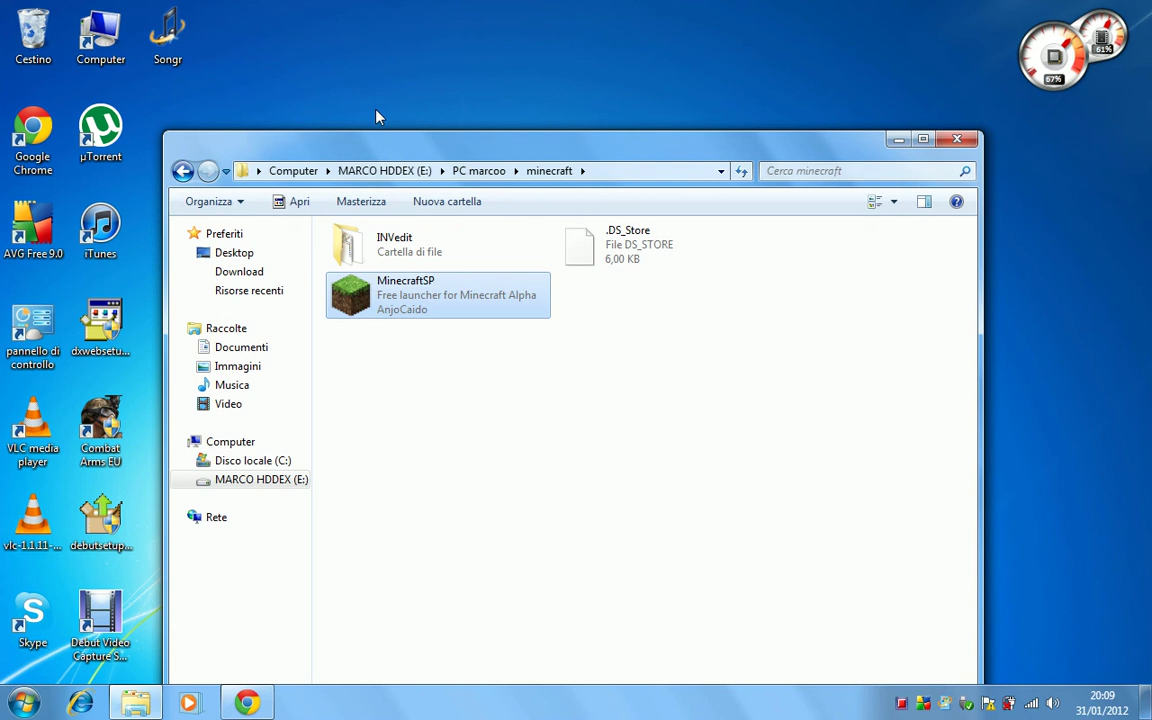 Cestino
Computer
Songr
67%
61%
Google
Chrome
µTorrent
AVG Free 9.0
iTunes
pannello di
controllo
dxwebsetu...
VLC media
player
Combat
Arms EU
vlc-1.1.11-...
debutsetup...
Skype
Debut Video
Capture S...
Computer
MARCO HDDEX (E:)
PC marcoo
minecraft
Cerca minecraft
Organizza
Apri
Masterizza
Nuova cartella
Preferiti
Desktop
Download
Risorse recenti
Raccolte
Documenti
Immagini
Musica
Video
Computer
Disco locale (C:)
MARCO HDDEX (E:)
Rete
INVedit
Cartella di file
.DS_Store
File DS_STORE
6,00 KB
MinecraftSP
Free launcher for Minecraft Alpha
AnjoCaido
20:09
31/01/2012